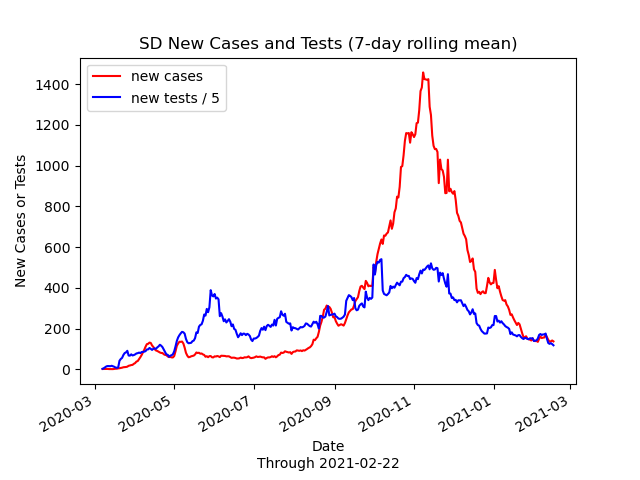 SD New Cases and Tests (7-day rolling mean)
new cases
new tests / 5
New Cases or Tests
1400
1200
1000
800
600
400
200
0
2020-03
2020-05
2020-07
2020-09
2020-11
2021-01
2021-03
Date
Through 2021-02-22